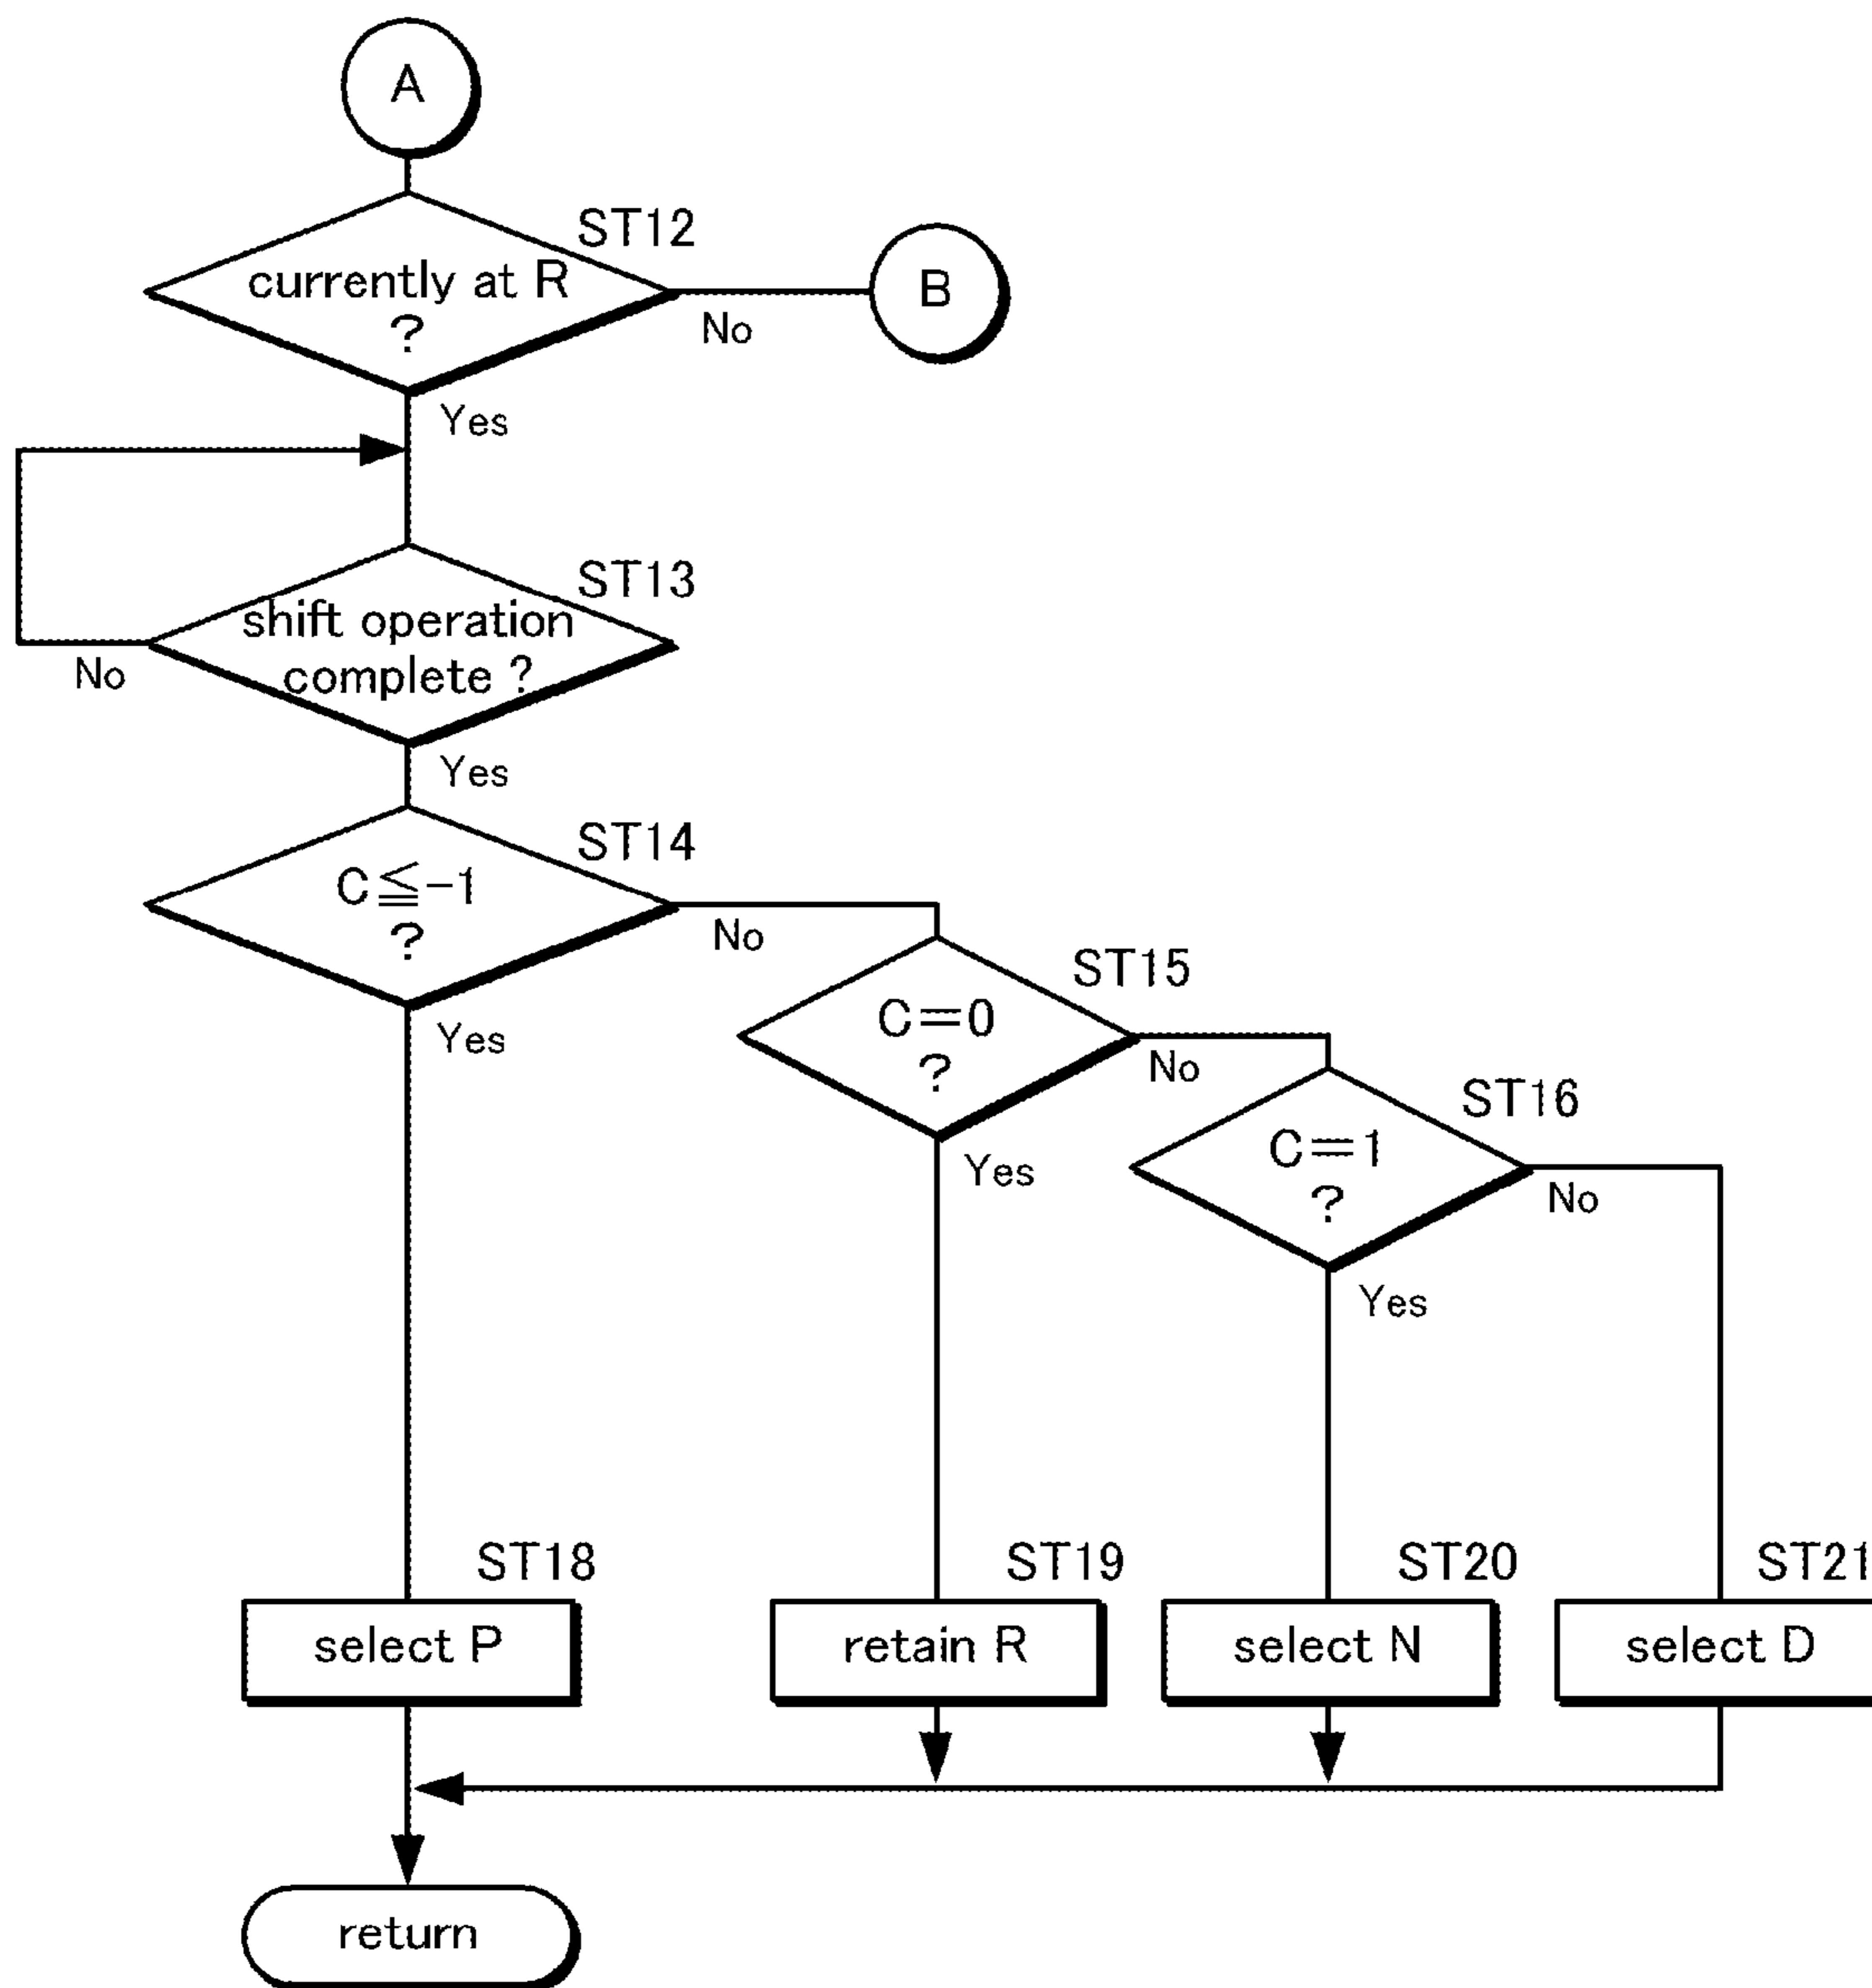 A
ST12
currently at R
?
B
No
Yes
ST13
shift operation
complete ?
No
Yes
ST14
C≦-1
?
No
Yes
ST15
C=0
?
No
Yes
ST16
C=1
?
No
Yes
ST18
select P
ST19
retain R
ST20
select N
ST21
select D
return